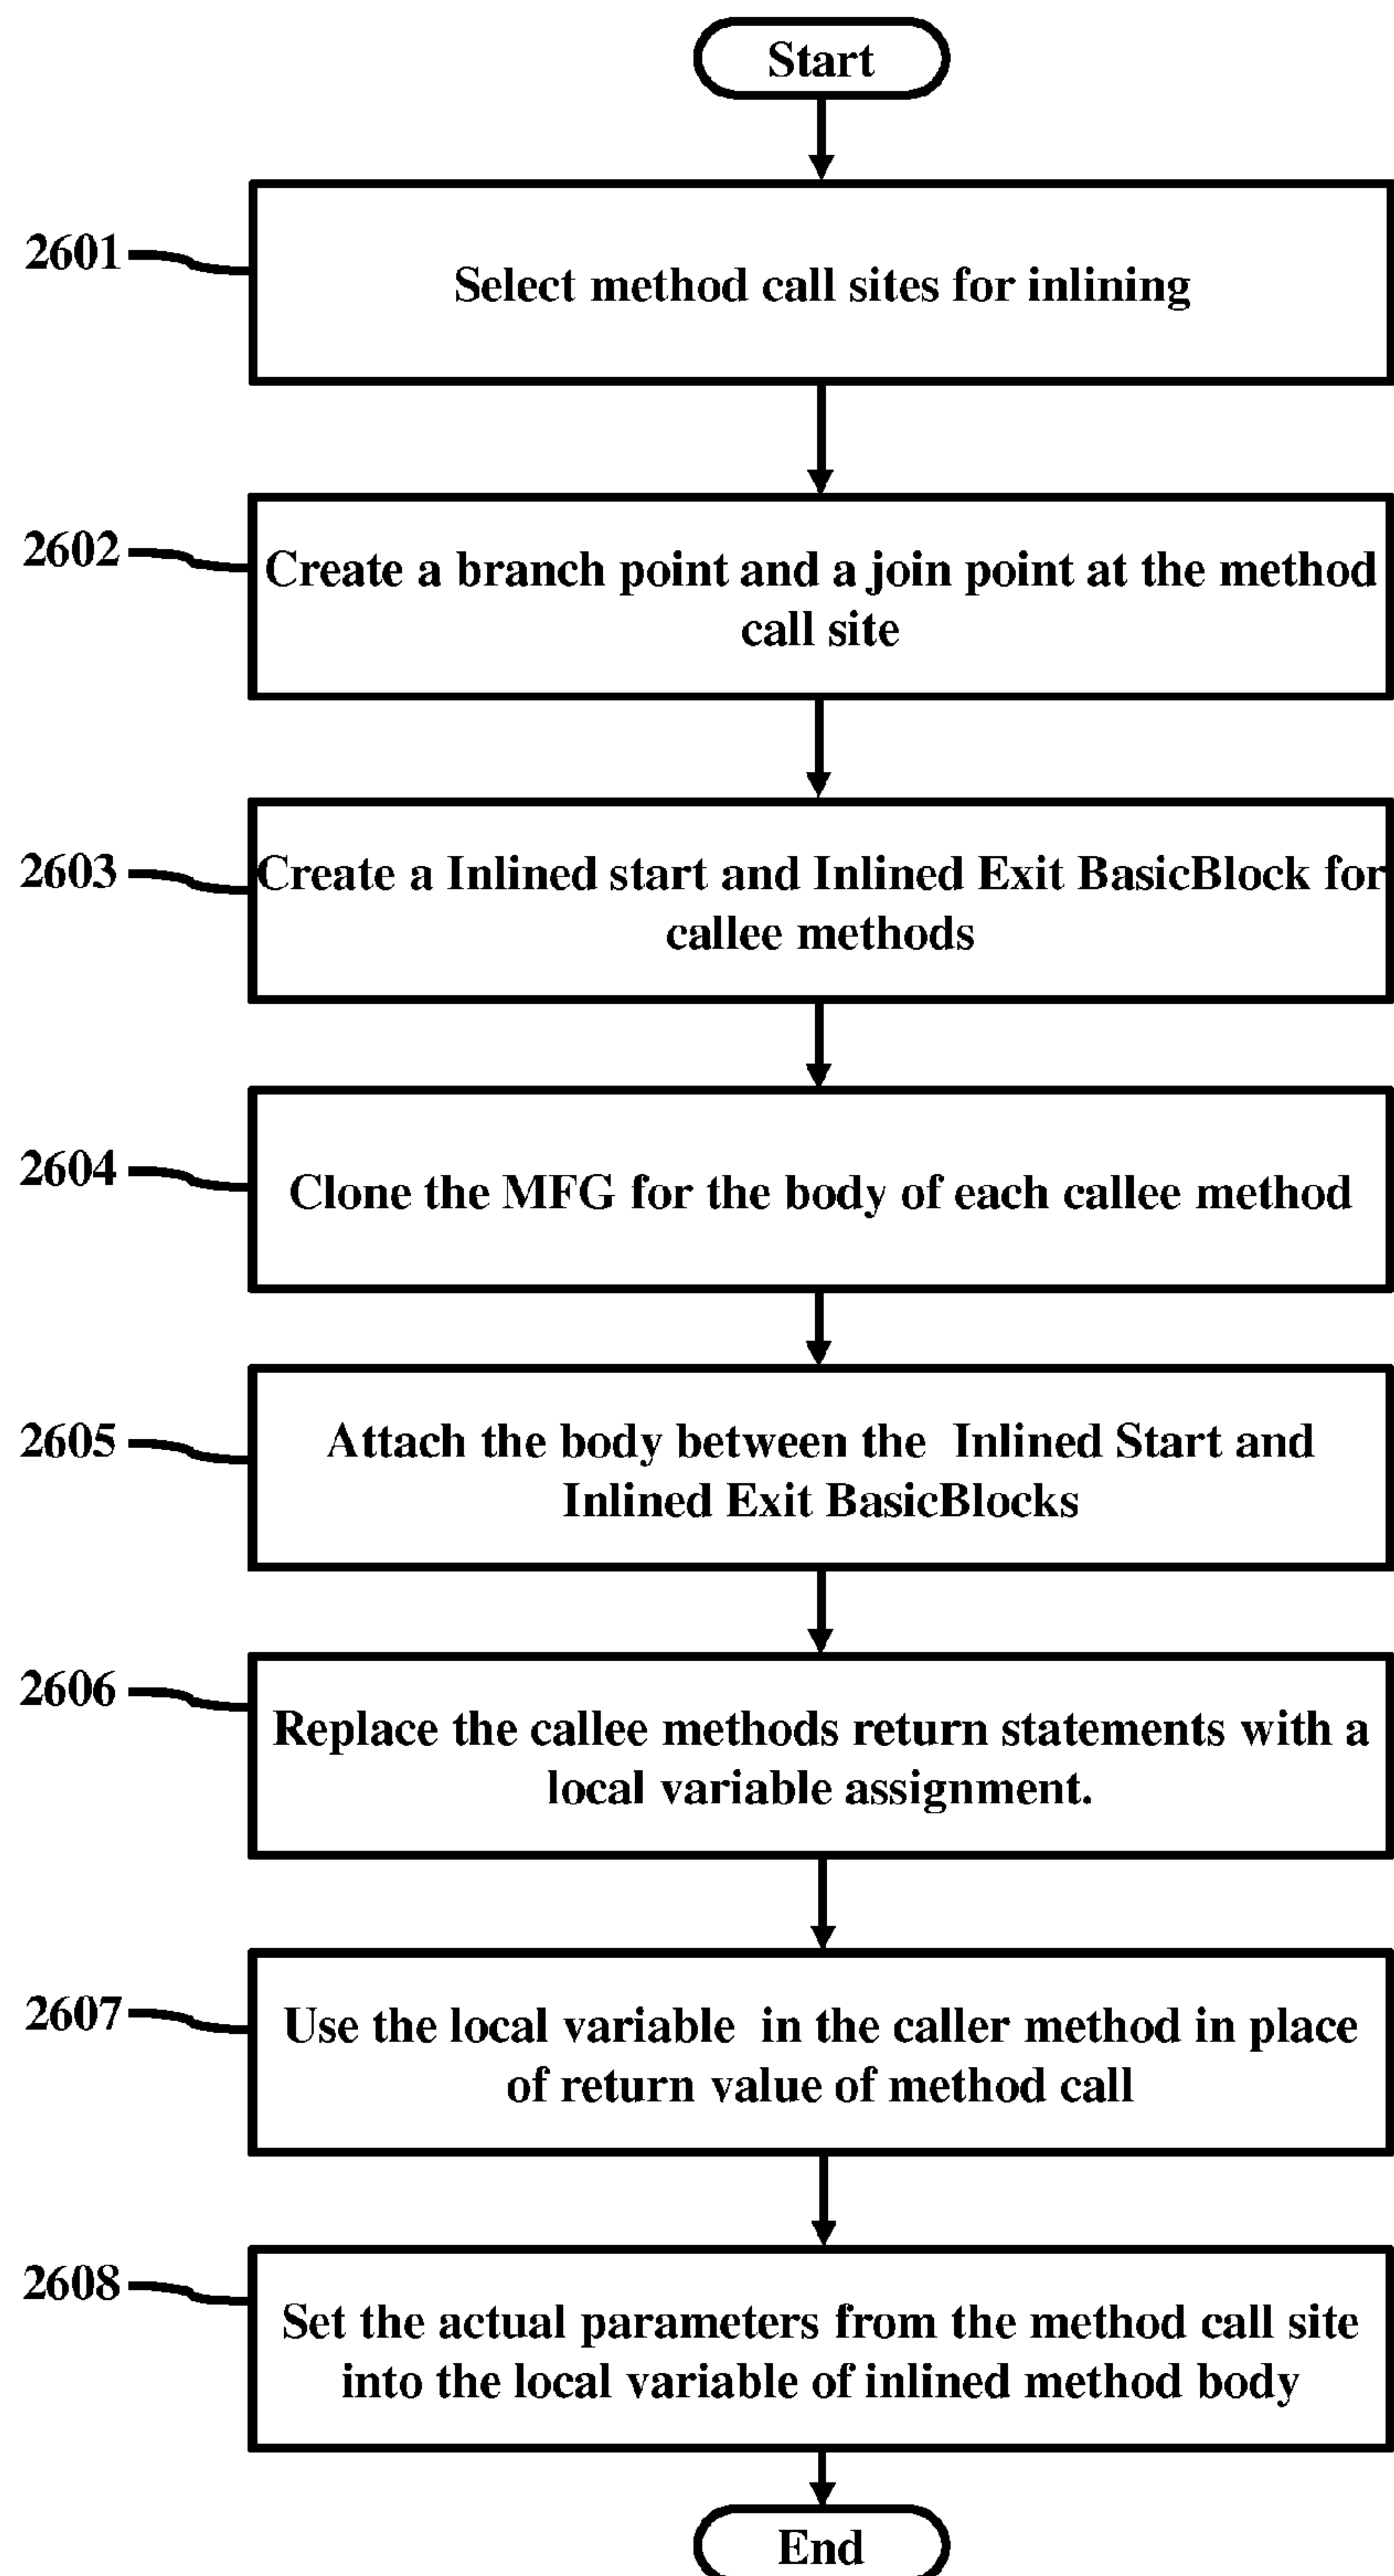 Start
2601
Select method call sites for inlining
2602
Create a branch point and a join point at the method
call site
2603
Create a Inlined start and Inlined Exit BasicBlock for
callee methods
2604
Clone the MFG for the body of each callee method
2605
Attach the body between the Inlined Start and
Inlined Exit BasicBlocks
2606
Replace the callee methods return statements with a
local variable assignment.
2607
Use the local variable in the caller method in place
of return value of method call
2608
Set the actual parameters from the method call site
into the local variable of inlined method body
End